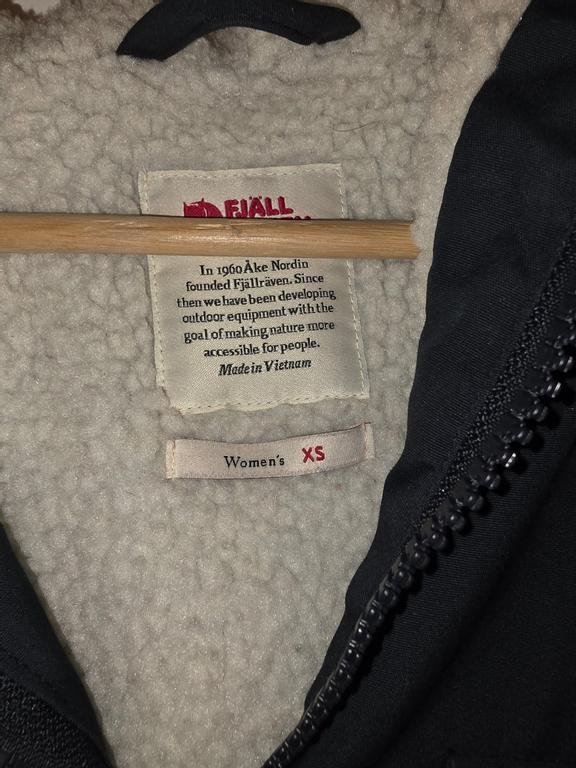 FJÄLL
In 1960 Åke Nordin
founded Fjällräven. Since
then we have been developing
outdoor equipment with the
goal of making nature more
accessible for people.
Made in Vietnam
Women's XS